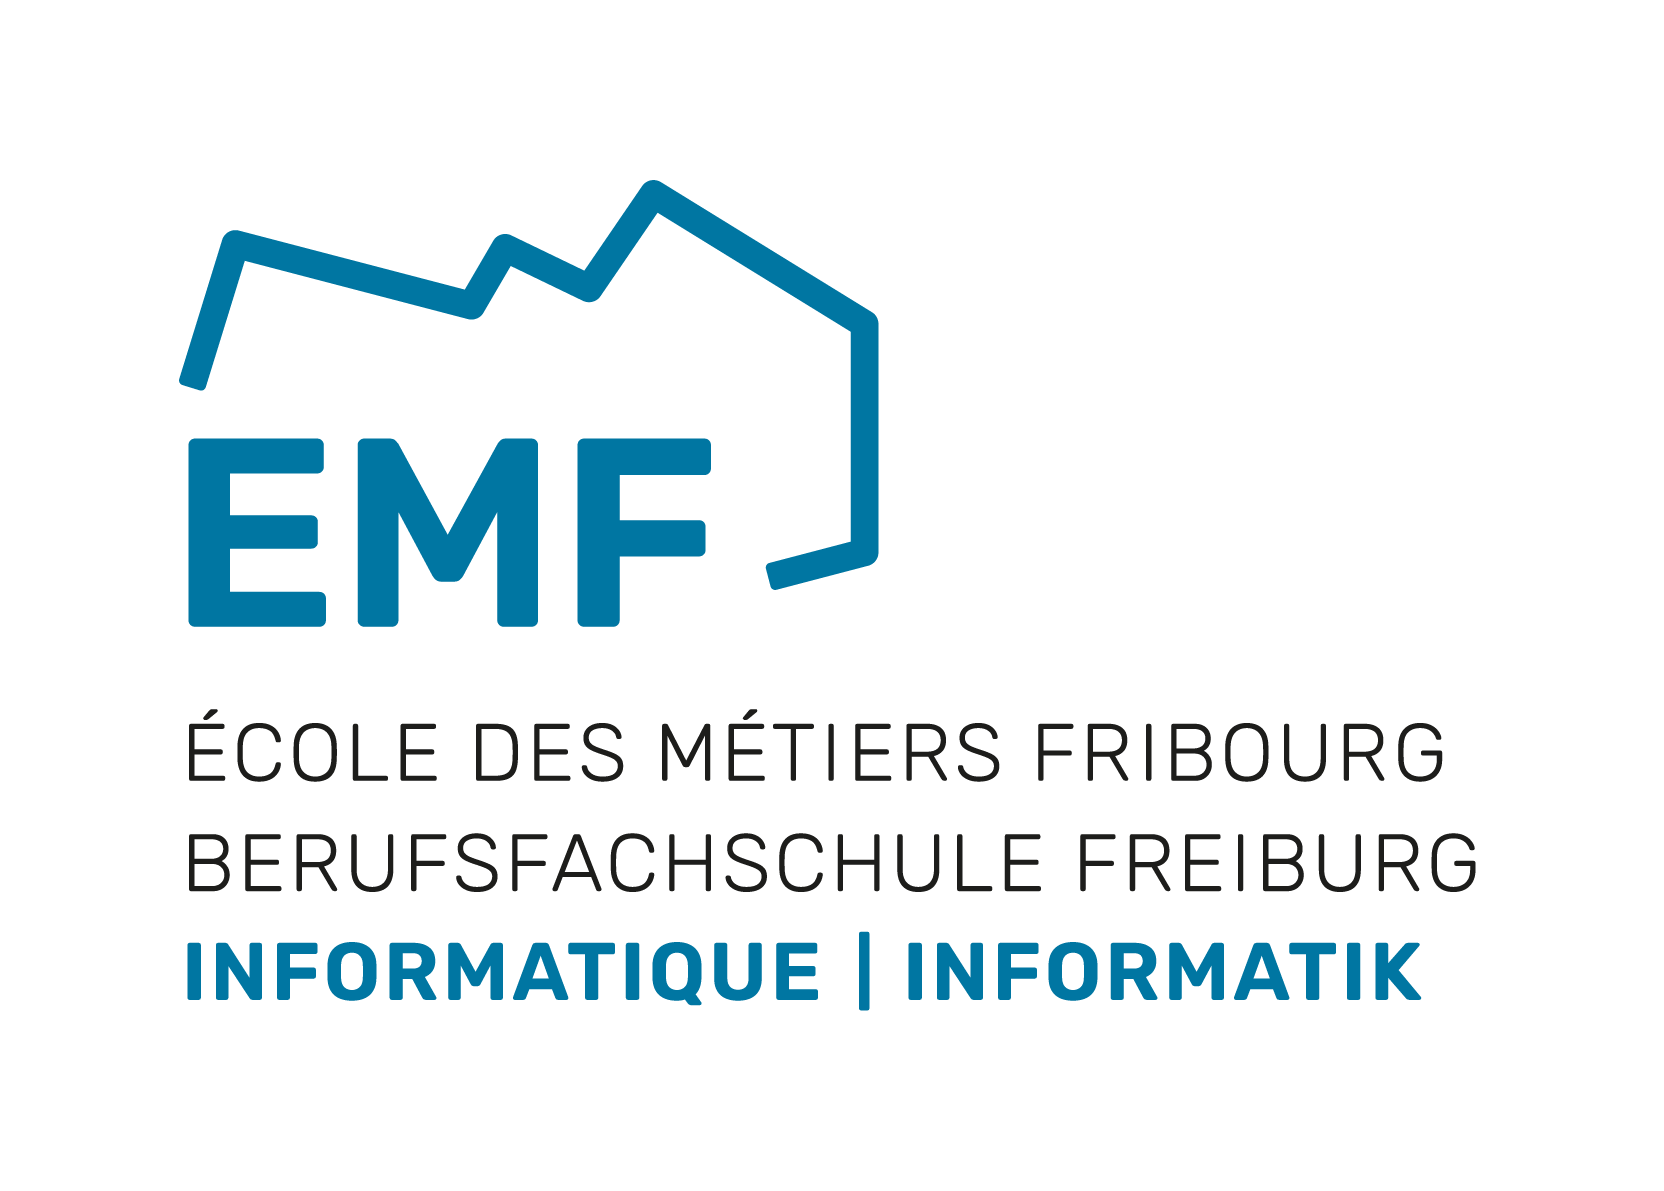 EMF
ÉCOLE DES MÉTIERS FRIBOURG
BERUFSFACHSCHULE FREIBURG
INFORMATIQUE | INFORMATIK